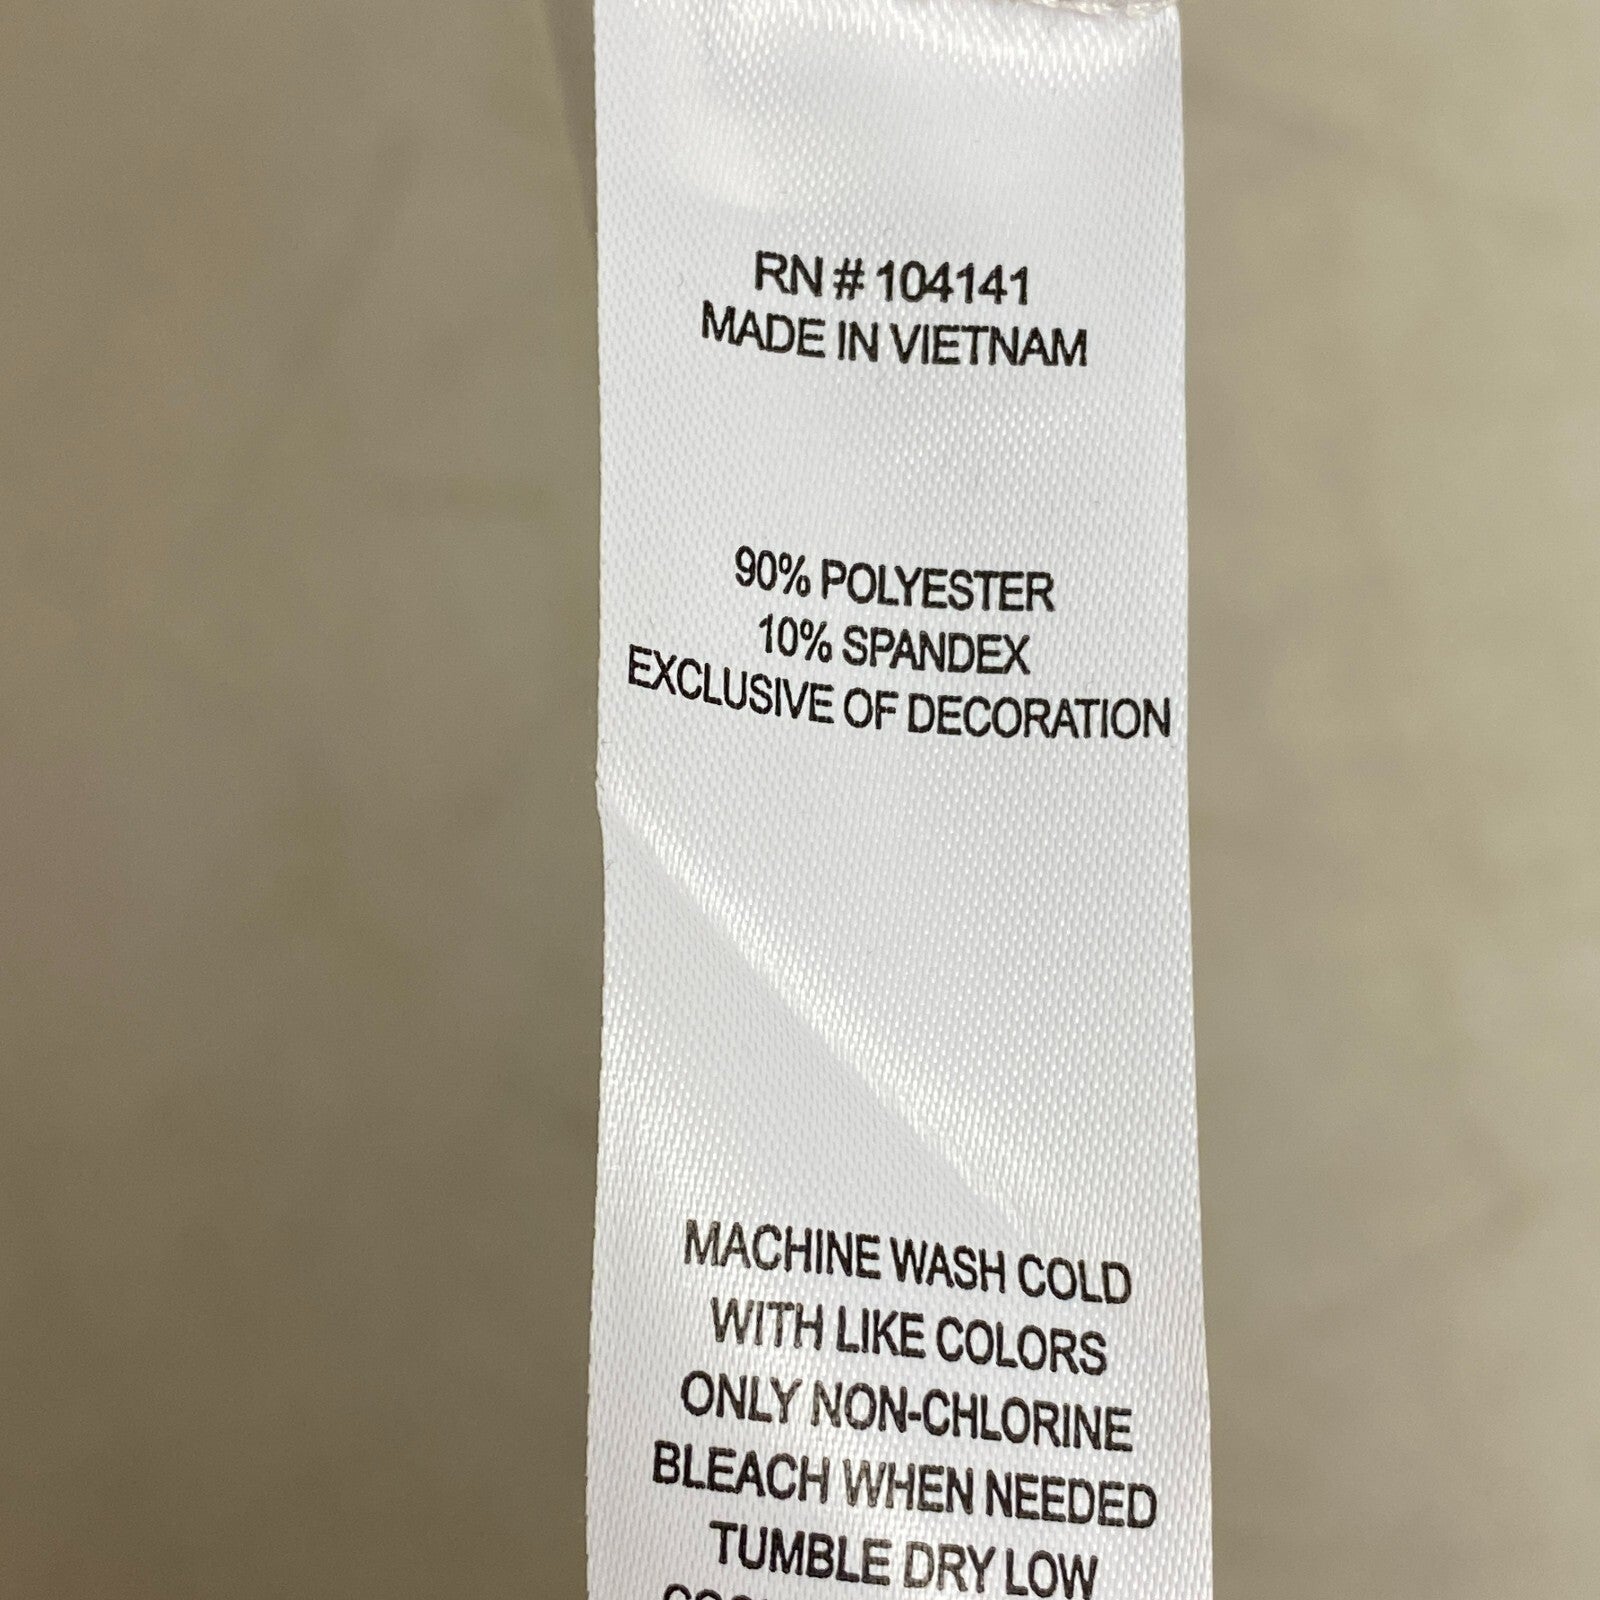 RN # 104141
MADE IN VIETNAM
90% POLYESTER
10% SPANDEX
EXCLUSIVE OF DECORATION
MACHINE WASH COLD
WITH LIKE COLORS
ONLY NON-CHLORINE
BLEACH WHEN NEEDED
TUMBLE DRY LOW